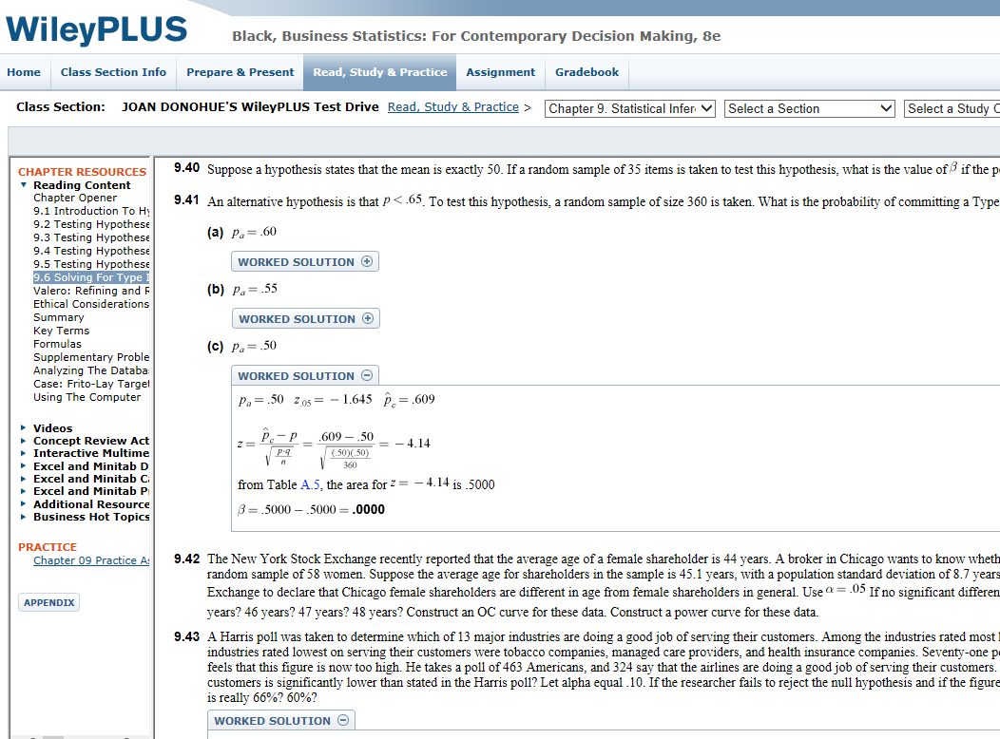 WileyPLUS
Black, Business Statistics: For Contemporary Decision Making, 8e
Home Class Section Info Prepare & Present Read, Study & Practice Assignment Gradebook
Class Section: JOAN DONOHUE'S WileyPLUS Test Drive Read, Study & Practice > Chapter 9. Statistical Infer Select a Section Select a Study
CHAPTER RESOURCES
Reading Content
Chapter Opener
9.1 Introduction To Hy
9.2 Testing Hypothese
9.3 Testing Hypothese
9.4 Testing Hypothese
9.5 Testing Hypothese
9.6 Solving For Type I
Valero: Refining and R
Ethical Considerations
Summary
Key Terms
Formulas
Supplementary Proble
Analyzing The Databa
Case: Frito-Lay Target
Using The Computer
Videos
Concept Review Act
Interactive Multime
Excel and Minitab D
Excel and Minitab Ca
Excel and Minitab P
Additional Resource
Business Hot Topics
PRACTICE
Chapter 09 Practice As
APPENDIX
9.40 Suppose a hypothesis states that the mean is exactly 50. If a random sample of 35 items is taken to test this hypothesis, what is the value of β if the p
9.41 An alternative hypothesis is that p < .65. To test this hypothesis, a random sample of size 360 is taken. What is the probability of committing a Type
(a) pₐ = .60
WORKED SOLUTION
(b) pₐ = .55
WORKED SOLUTION
(c) pₐ = .50
WORKED SOLUTION
pₐ = .50 z.₀₅ = − 1.645 p̂c = .609
z = (p̂c − p) / √(p·q / n) = (.609 − .50) / √((.50)(.50) / 360) = − 4.14
from Table A.5, the area for z = − 4.14 is .5000
β = .5000 − .5000 = .0000
9.42 The New York Stock Exchange recently reported that the average age of a female shareholder is 44 years. A broker in Chicago wants to know wheth
random sample of 58 women. Suppose the average age for shareholders in the sample is 45.1 years, with a population standard deviation of 8.7 years
Exchange to declare that Chicago female shareholders are different in age from female shareholders in general. Use α = .05 If no significant differen
years? 46 years? 47 years? 48 years? Construct an OC curve for these data. Construct a power curve for these data.
9.43 A Harris poll was taken to determine which of 13 major industries are doing a good job of serving their customers. Among the industries rated most
industries rated lowest on serving their customers were tobacco companies, managed care providers, and health insurance companies. Seventy-one p
feels that this figure is now too high. He takes a poll of 463 Americans, and 324 say that the airlines are doing a good job of serving their customers.
customers is significantly lower than stated in the Harris poll? Let alpha equal .10. If the researcher fails to reject the null hypothesis and if the figure
is really 66%? 60%?
WORKED SOLUTION